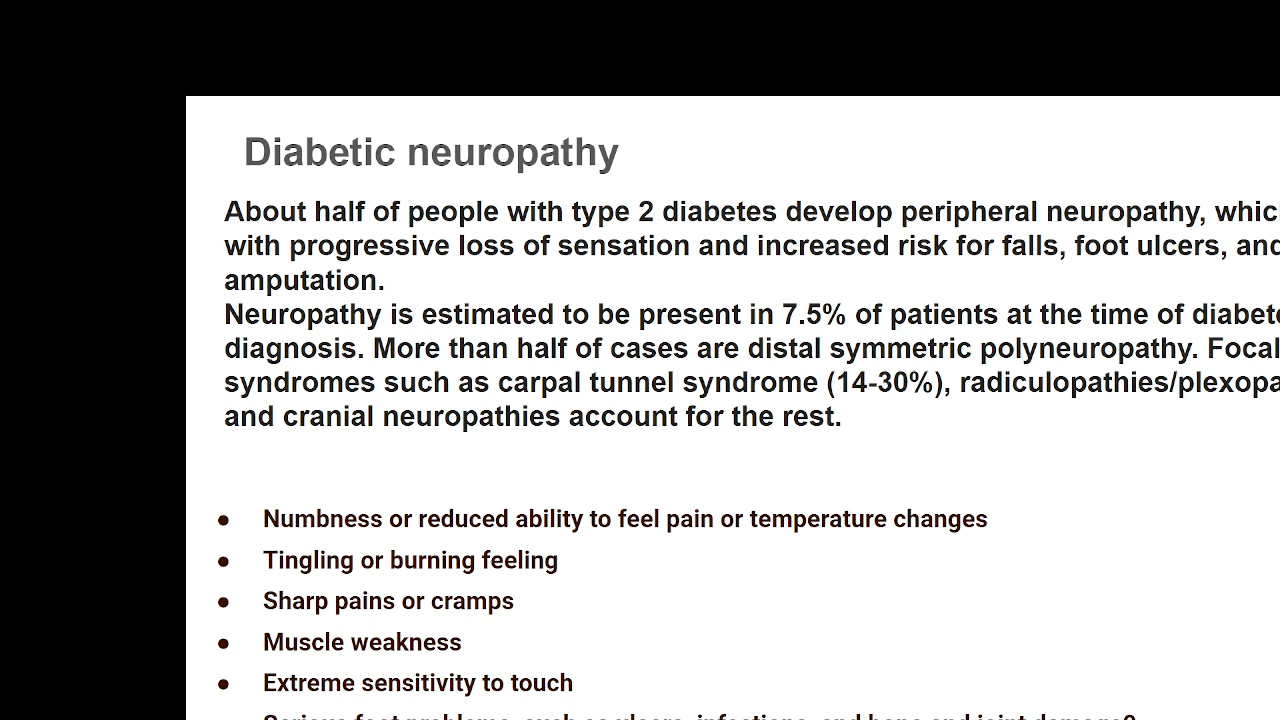 Diabetic neuropathy
About half of people with type 2 diabetes develop peripheral neuropathy,
with progressive loss of sensation and increased risk for falls, foot ulcers, and
amputation.
Neuropathy is estimated to be present in 7.5% of patients at the time of
diagnosis. More than half of cases are distal symmetric polyneuropathy. Focal
syndromes such as carpal tunnel syndrome (14-30%),
and cranial neuropathies account for the rest.
• Numbness or reduced ability to feel pain or temperature changes
• Tingling or burning feeling
• Sharp pains or cramps
• Muscle weakness
• Extreme sensitivity to touch